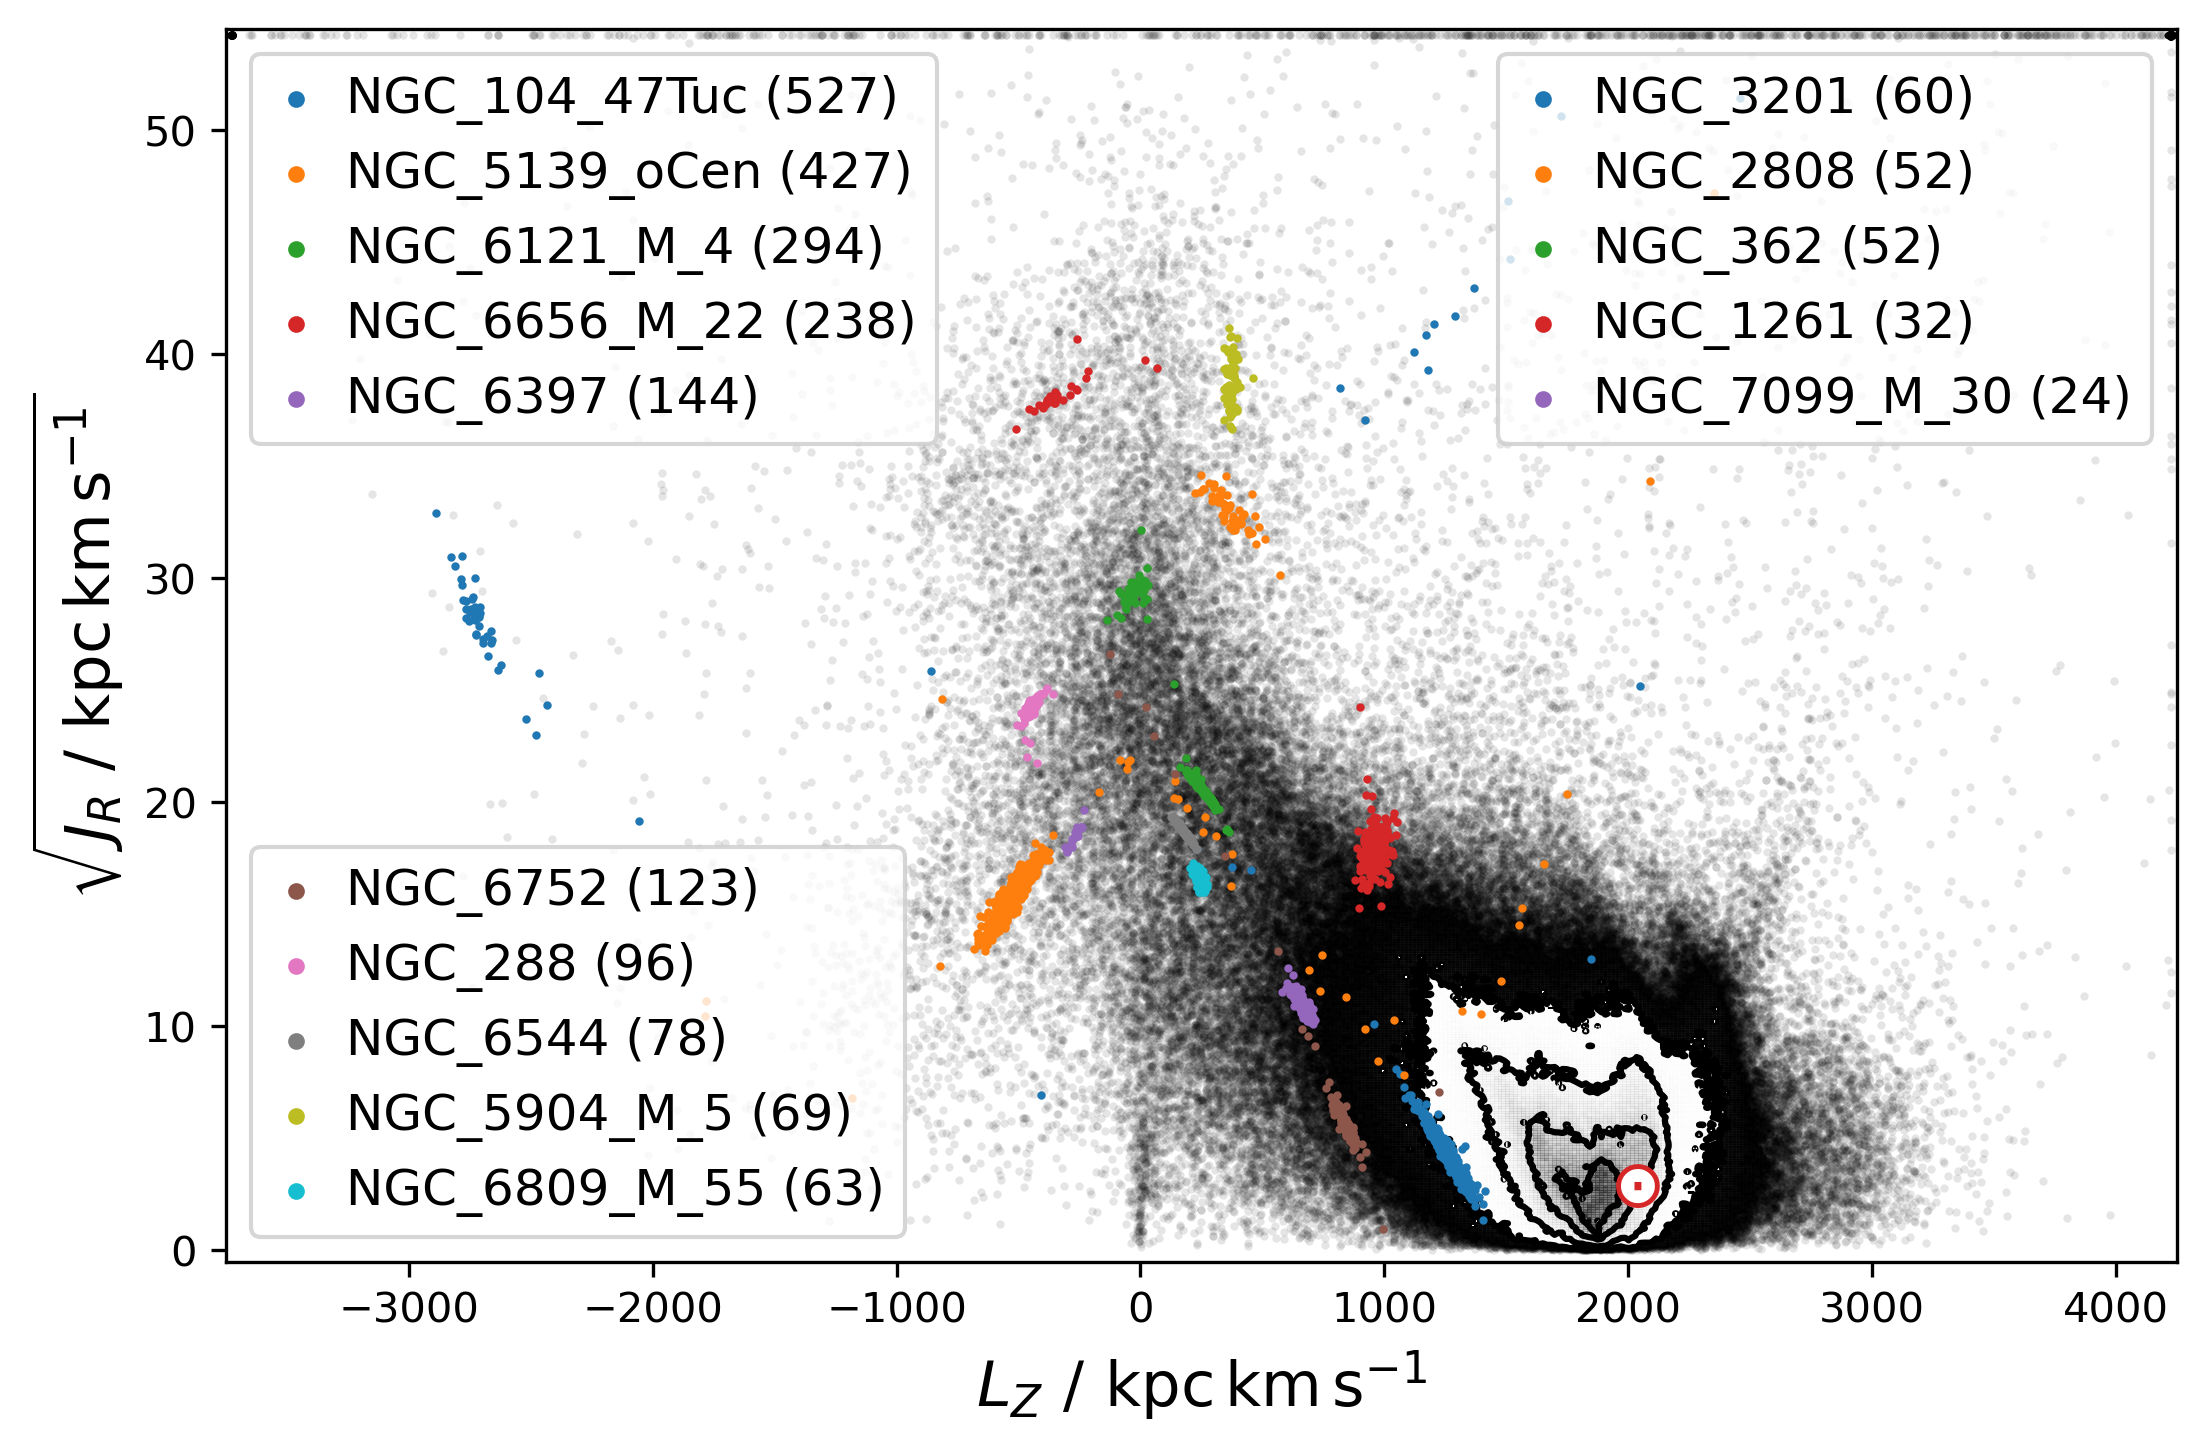 NGC_104_47Tuc (527)
NGC_5139_oCen (427)
NGC_6121_M_4 (294)
NGC_6656_M_22 (238)
NGC_6397 (144)
NGC_3201 (60)
NGC_2808 (52)
NGC_362 (52)
NGC_1261 (32)
NGC_7099_M_30 (24)
NGC_6752 (123)
NGC_288 (96)
NGC_6544 (78)
NGC_5904_M_5 (69)
NGC_6809_M_55 (63)
50
40
30
20
10
0
√J_R / kpc km s⁻¹
−3000 −2000 −1000 0 1000 2000 3000 4000
L_Z / kpc km s⁻¹